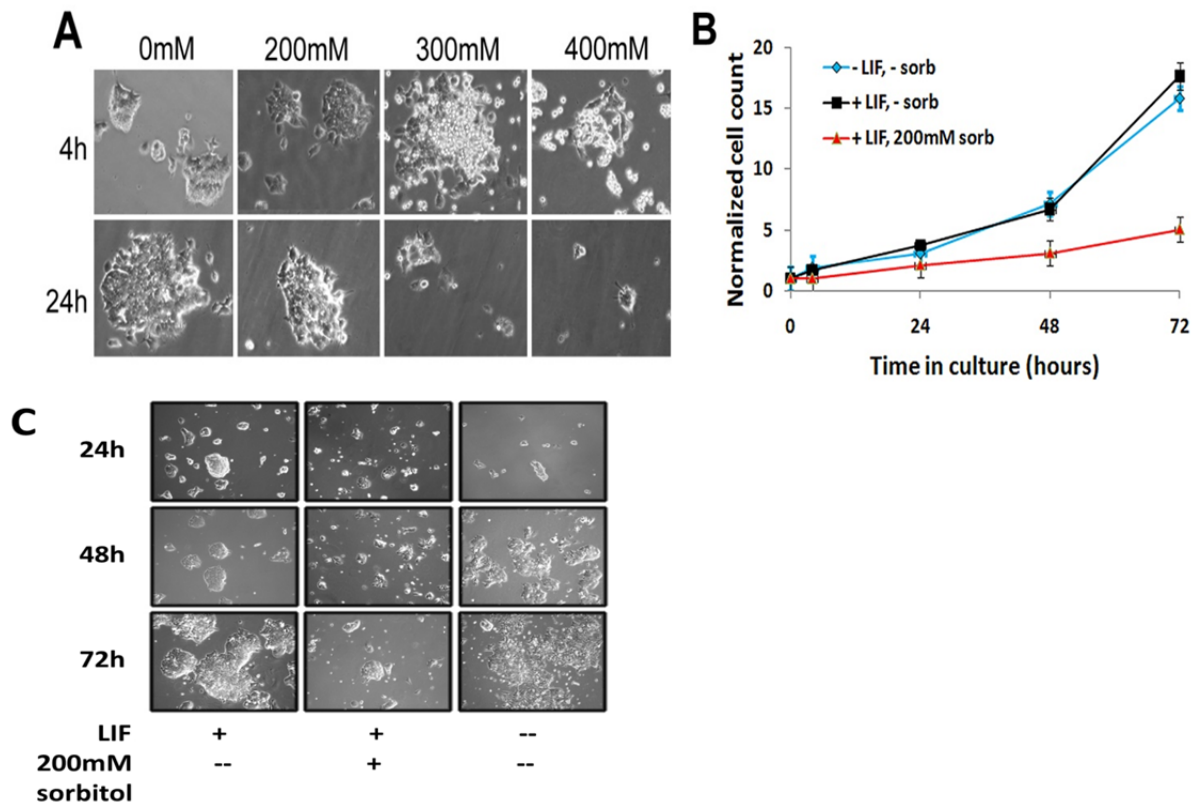 A
0mM 200mM 300mM 400mM
4h
24h
B
Normalized cell count
20
15
10
5
0
- LIF, - sorb
+ LIF, - sorb
+ LIF, 200mM sorb
0 24 48 72
Time in culture (hours)
C
24h
48h
72h
LIF + + --
200mM -- + --
sorbitol